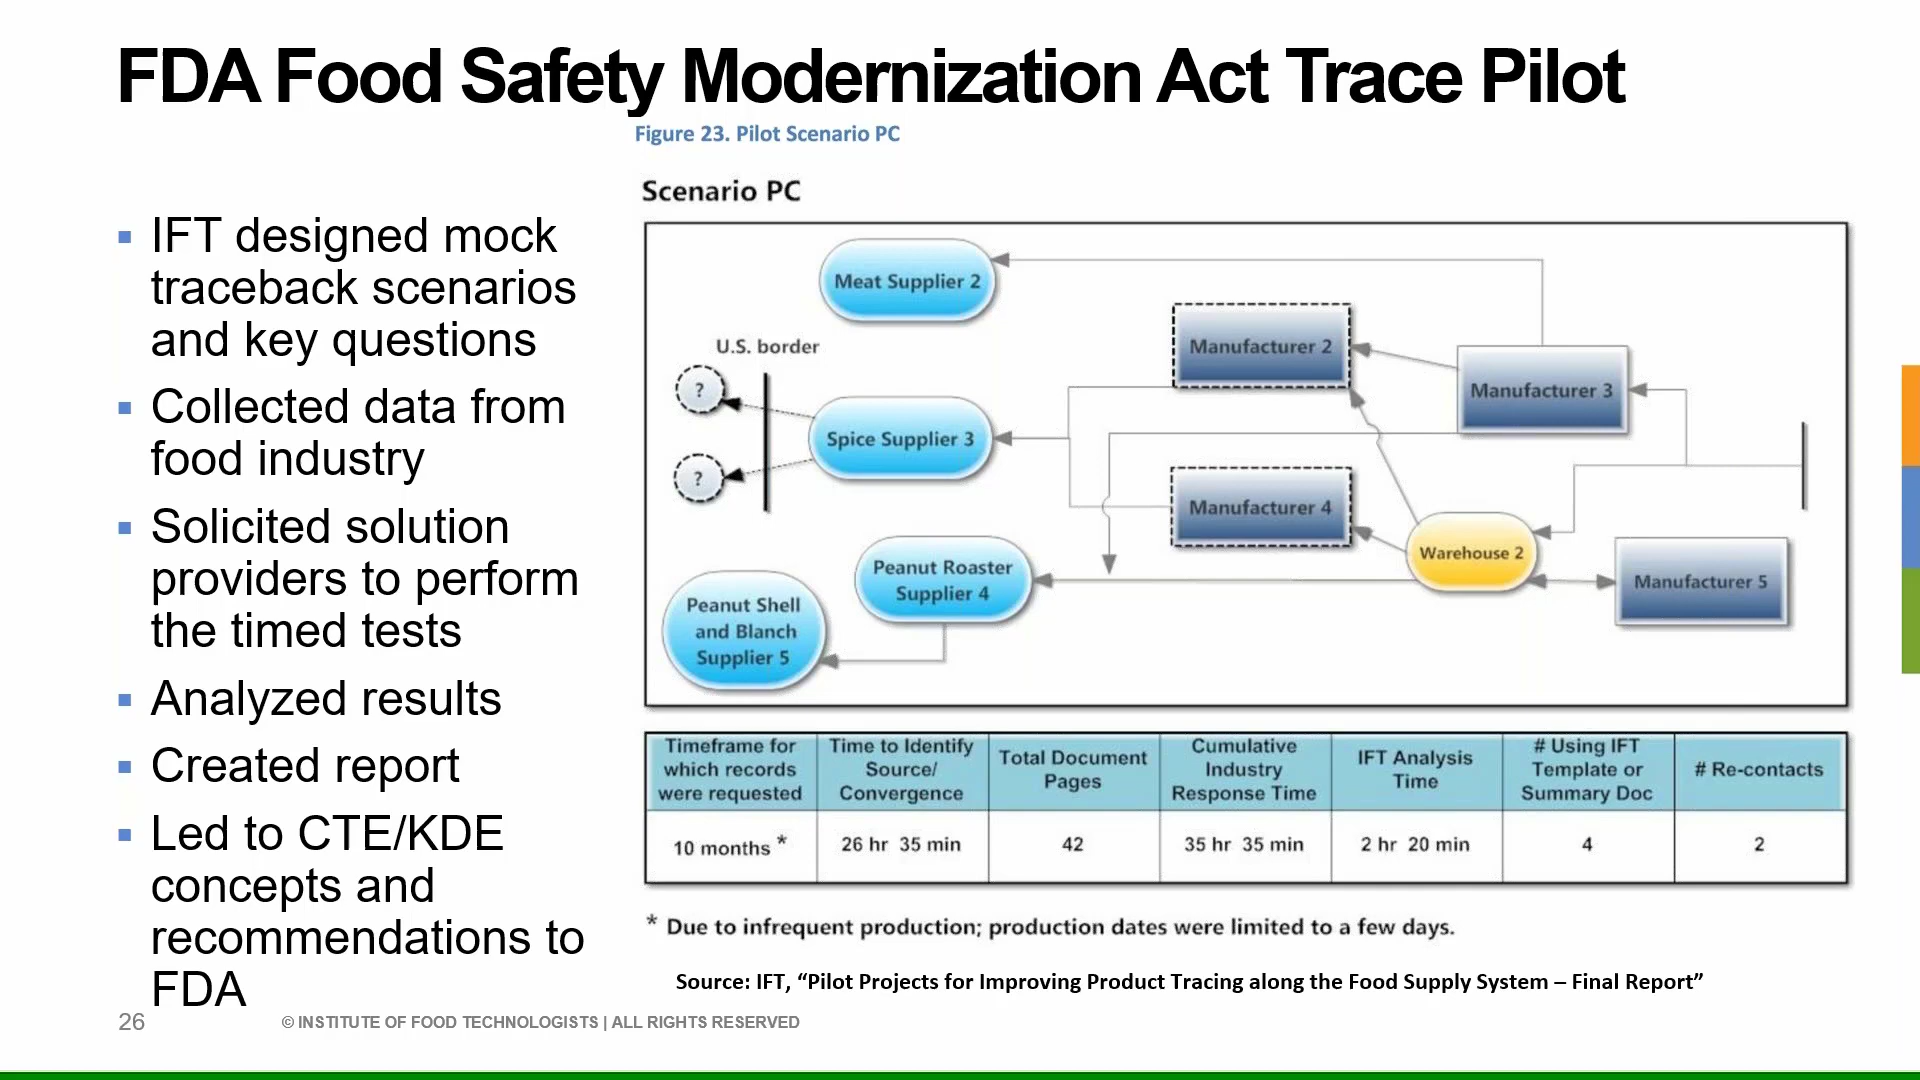 FDA Food Safety Modernization Act Trace Pilot
Figure 23. Pilot Scenario PC
IFT designed mock
traceback scenarios
and key questions
Collected data from
food industry
Solicited solution
providers to perform
the timed tests
Analyzed results
Created report
Led to CTE/KDE
concepts and
recommendations to
FDA
Scenario PC
Meat Supplier 2
U.S. border
?
?
Spice Supplier 3
Manufacturer 2
Manufacturer 3
Manufacturer 4
Warehouse 2
Manufacturer 5
Peanut Roaster
Supplier 4
Peanut Shell
and Blanch
Supplier 5
Timeframe for
which records
were requested
Time to Identify
Source/
Convergence
Total Document
Pages
Cumulative
Industry
Response Time
IFT Analysis
Time
# Using IFT
Template or
Summary Doc
# Re-contacts
10 months *
26 hr 35 min
42
35 hr 35 min
2 hr 20 min
4
2
* Due to infrequent production; production dates were limited to a few days.
Source: IFT, “Pilot Projects for Improving Product Tracing along the Food Supply System – Final Report”
26
© INSTITUTE OF FOOD TECHNOLOGISTS | ALL RIGHTS RESERVED